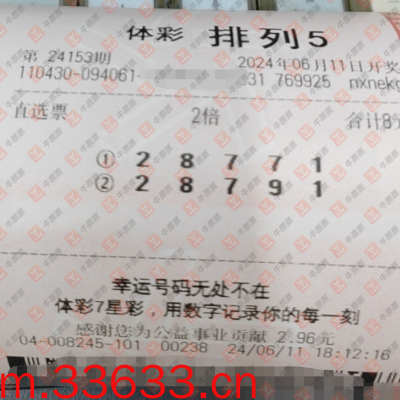 体彩 排列5
第 24153期 2024年06月11日开奖
110430-094061- 31 769925 mxnekg
直选票 2倍 合计8元
① 2 8 7 7 1
② 2 8 7 9 1
幸运号码无处不在
体彩7星彩，用数字记录你的每一刻
感谢您为公益事业贡献 2.96元
04-008245-101 00238 24/06/11 18:12:16
m.33633.cn